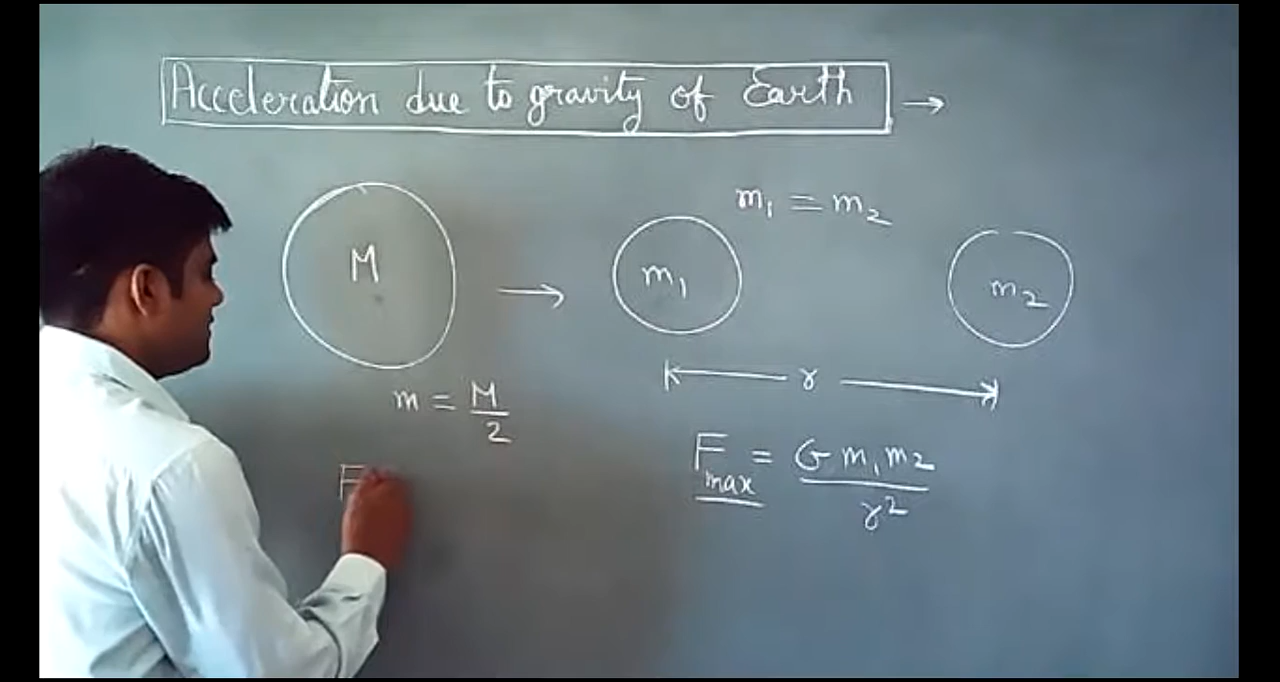 Acceleration due to gravity of Earth →
m₁ = m₂
M → m₁ m₂
r
m = M/2
F_max = G m₁ m₂ / r²
F